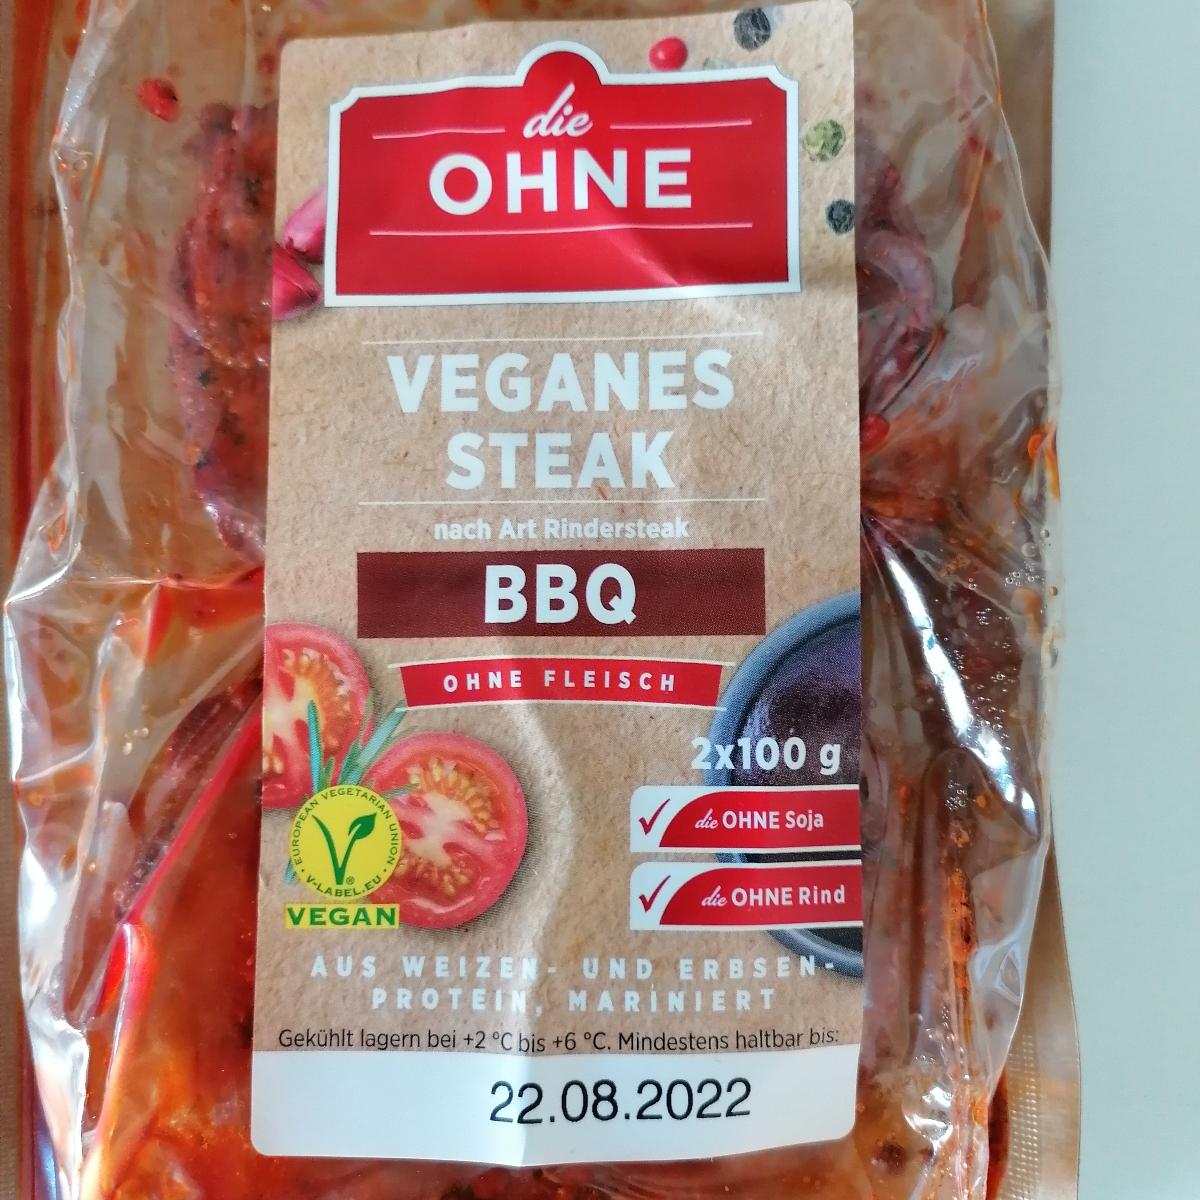 die
OHNE
VEGANES
STEAK
nach Art Rindersteak
BBQ
OHNE FLEISCH
2x100 g
die OHNE Soja
die OHNE Rind
EUROPEAN VEGETARIAN UNION
V-LABEL.EU
®
VEGAN
AUS WEIZEN- UND ERBSEN-
PROTEIN, MARINIERT
Gekühlt lagern bei +2 °C bis +6 °C. Mindestens haltbar bis:
22.08.2022